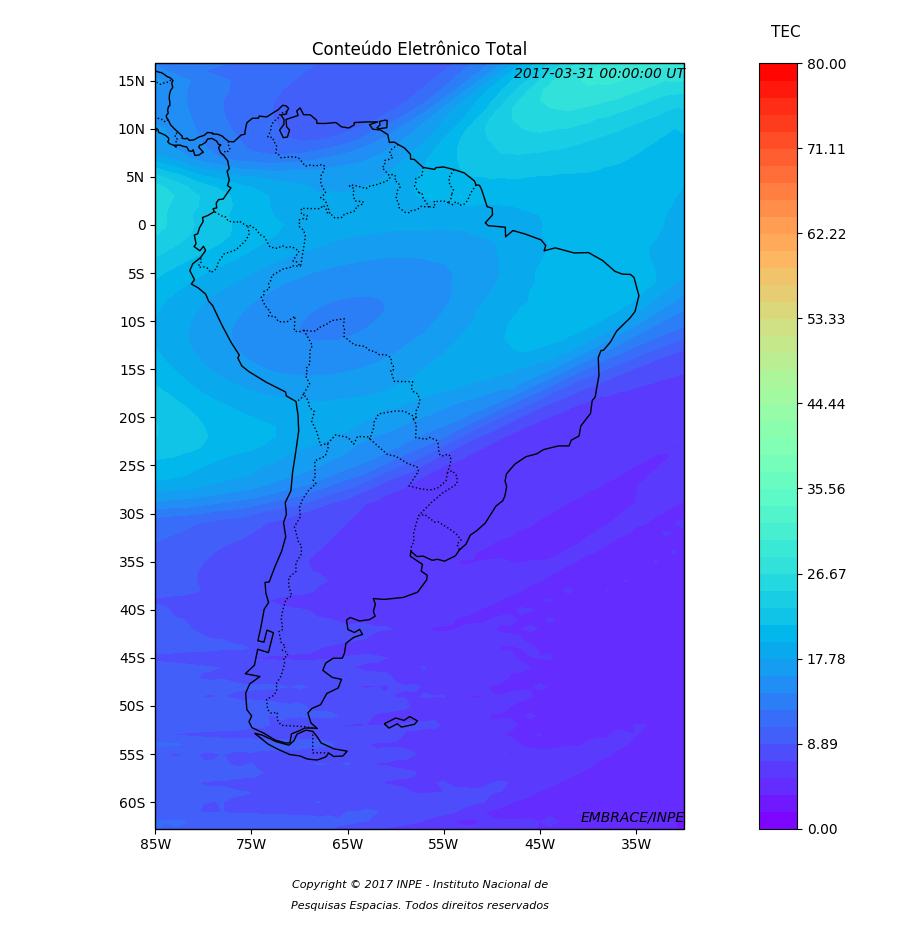 TEC
Conteúdo Eletrônico Total
2017-03-31 00:00:00 UT
15N
10N
5N
0
5S
10S
15S
20S
25S
30S
35S
40S
45S
50S
55S
60S
85W 75W 65W 55W 45W 35W
80.00
71.11
62.22
53.33
44.44
35.56
26.67
17.78
8.89
0.00
EMBRACE/INPE
Copyright © 2017 INPE - Instituto Nacional de
Pesquisas Espacias. Todos direitos reservados